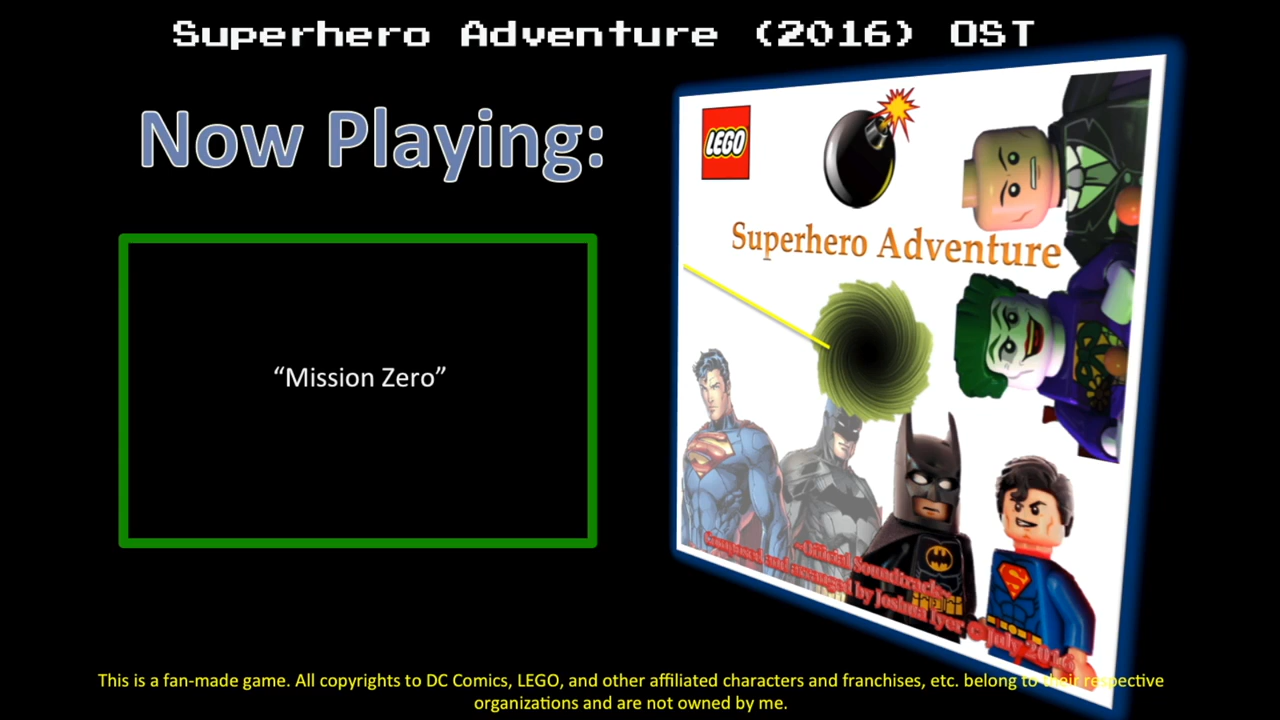 Superhero Adventure (2016) OST
Now Playing:
“Mission Zero”
LEGO
Superhero Adventure
~Official Soundtrack~
Composed and arranged by Joshua Iyer © July 2016
This is a fan-made game. All copyrights to DC Comics, LEGO, and other affiliated characters and franchises, etc. belong to their respective
organizations and are not owned by me.